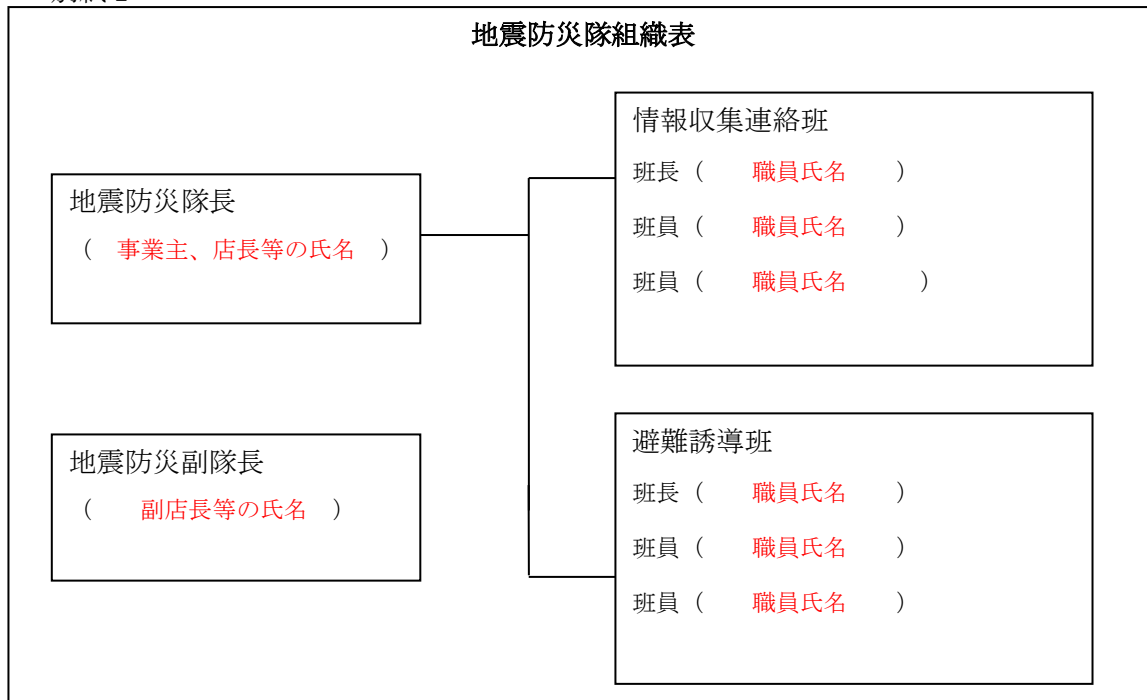 地震防災隊組織表
地震防災隊長
（ 事業主、店長等の氏名 ）
地震防災副隊長
（ 副店長等の氏名 ）
情報収集連絡班
班長（ 職員氏名 ）
班員（ 職員氏名 ）
班員（ 職員氏名 ）
避難誘導班
班長（ 職員氏名 ）
班員（ 職員氏名 ）
班員（ 職員氏名 ）